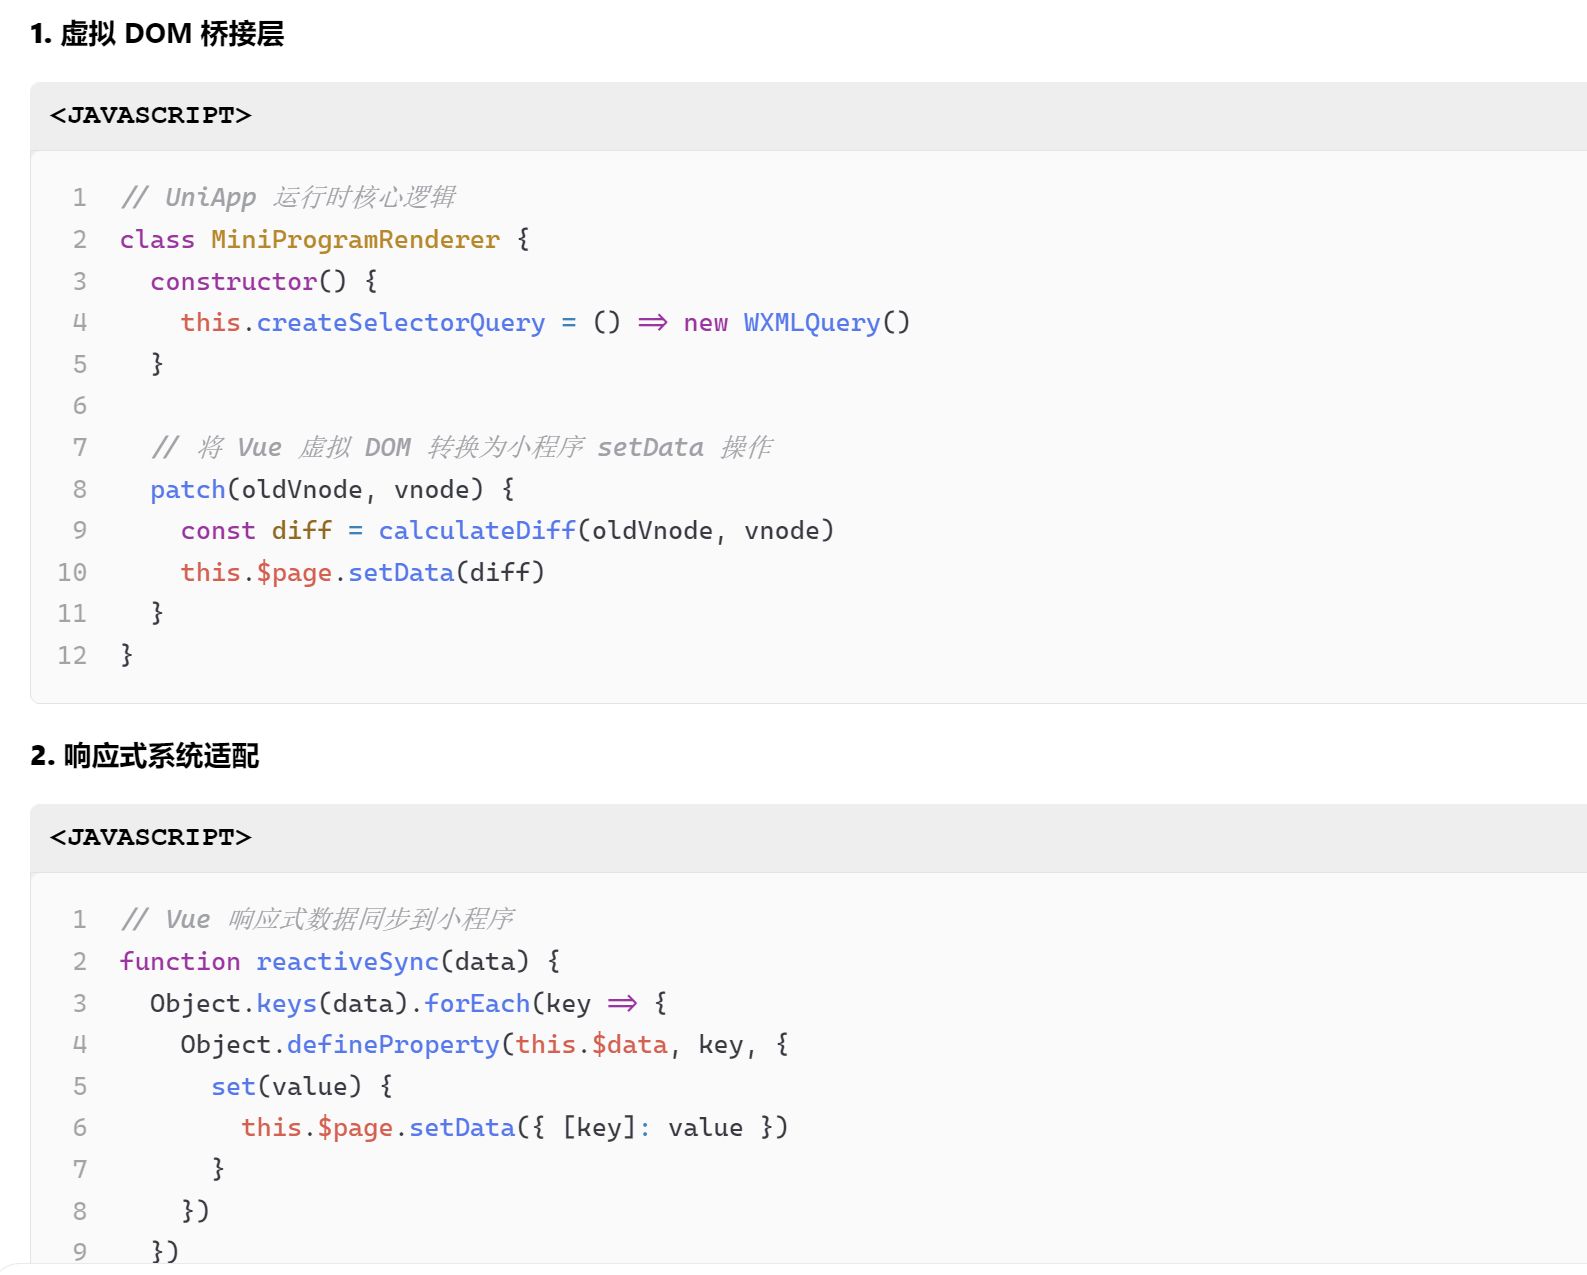 1. 虚拟 DOM 桥接层
<JAVASCRIPT>
1 // UniApp 运行时核心逻辑
2 class MiniProgramRenderer {
3 constructor() {
4 this.createSelectorQuery = () => new WXMLQuery()
5 }
6
7 // 将 Vue 虚拟 DOM 转换为小程序 setData 操作
8 patch(oldVnode, vnode) {
9 const diff = calculateDiff(oldVnode, vnode)
10 this.$page.setData(diff)
11 }
12 }
2. 响应式系统适配
<JAVASCRIPT>
1 // Vue 响应式数据同步到小程序
2 function reactiveSync(data) {
3 Object.keys(data).forEach(key => {
4 Object.defineProperty(this.$data, key, {
5 set(value) {
6 this.$page.setData({ [key]: value })
7 }
8 })
9 })